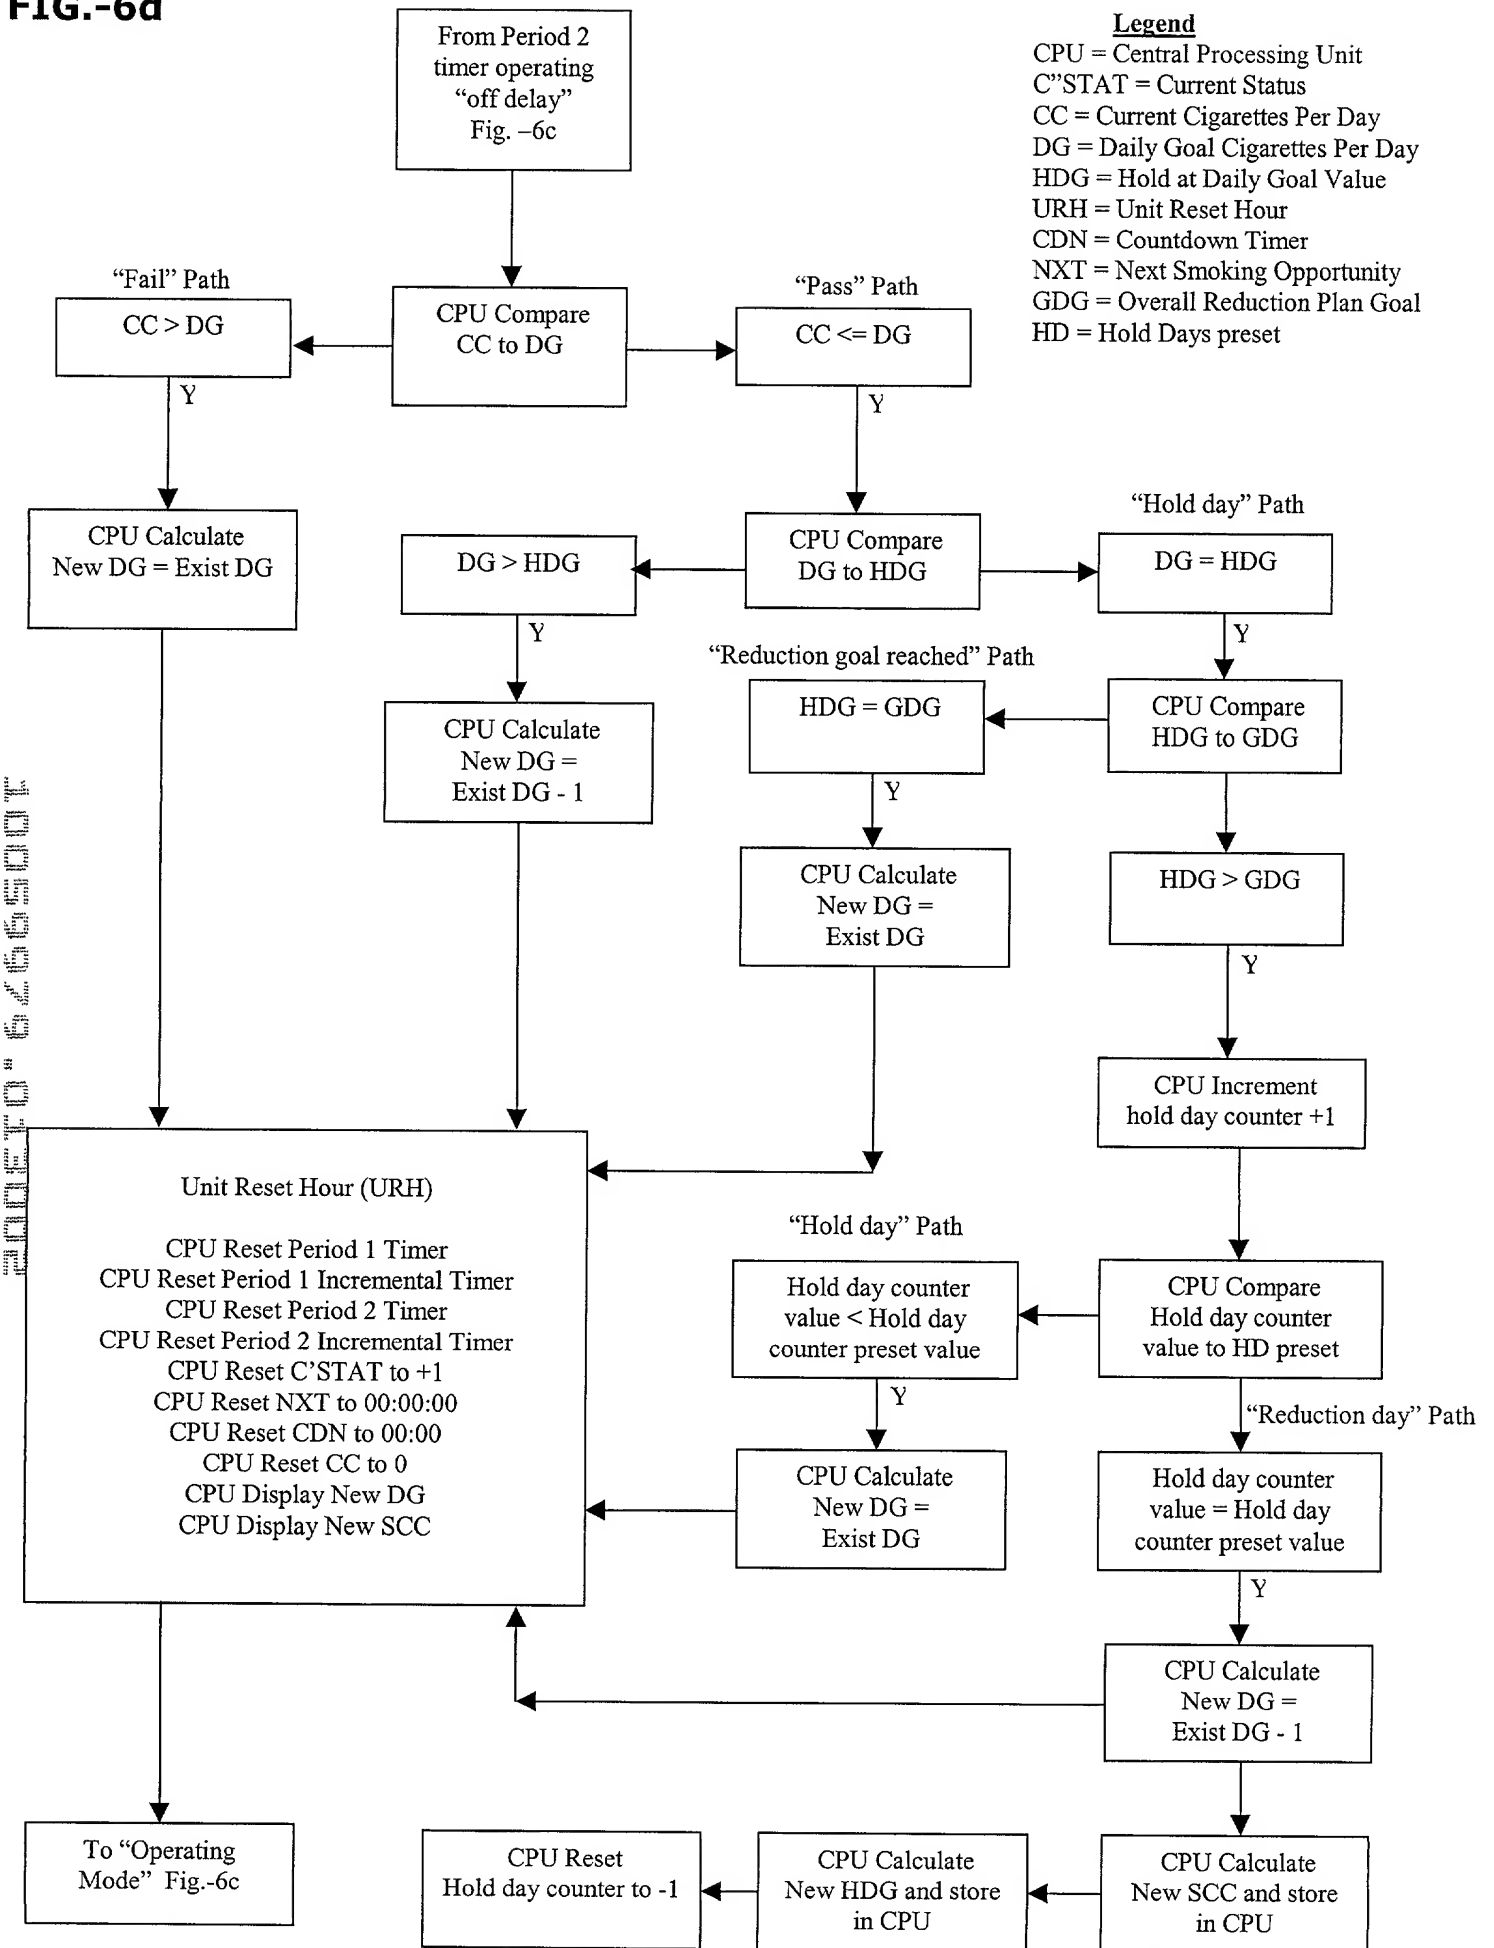 FIG.-6d
From Period 2
timer operating
“off delay”
Fig. –6c
Legend
CPU = Central Processing Unit
C”STAT = Current Status
CC = Current Cigarettes Per Day
DG = Daily Goal Cigarettes Per Day
HDG = Hold at Daily Goal Value
URH = Unit Reset Hour
CDN = Countdown Timer
NXT = Next Smoking Opportunity
GDG = Overall Reduction Plan Goal
HD = Hold Days preset
“Fail” Path
CC > DG
Y
CPU Compare
CC to DG
“Pass” Path
CC <= DG
Y
CPU Calculate
New DG = Exist DG
DG > HDG
Y
CPU Compare
DG to HDG
“Hold day” Path
DG = HDG
Y
“Reduction goal reached” Path
HDG = GDG
Y
CPU Compare
HDG to GDG
CPU Calculate
New DG =
Exist DG - 1
CPU Calculate
New DG =
Exist DG
HDG > GDG
Y
CPU Increment
hold day counter +1
Unit Reset Hour (URH)
CPU Reset Period 1 Timer
CPU Reset Period 1 Incremental Timer
CPU Reset Period 2 Timer
CPU Reset Period 2 Incremental Timer
CPU Reset C’STAT to +1
CPU Reset NXT to 00:00:00
CPU Reset CDN to 00:00
CPU Reset CC to 0
CPU Display New DG
CPU Display New SCC
“Hold day” Path
Hold day counter
value < Hold day
counter preset value
Y
CPU Compare
Hold day counter
value to HD preset
“Reduction day” Path
CPU Calculate
New DG =
Exist DG
Hold day counter
value = Hold day
counter preset value
Y
CPU Calculate
New DG =
Exist DG - 1
To “Operating
Mode” Fig.-6c
CPU Reset
Hold day counter to -1
CPU Calculate
New HDG and store
in CPU
CPU Calculate
New SCC and store
in CPU